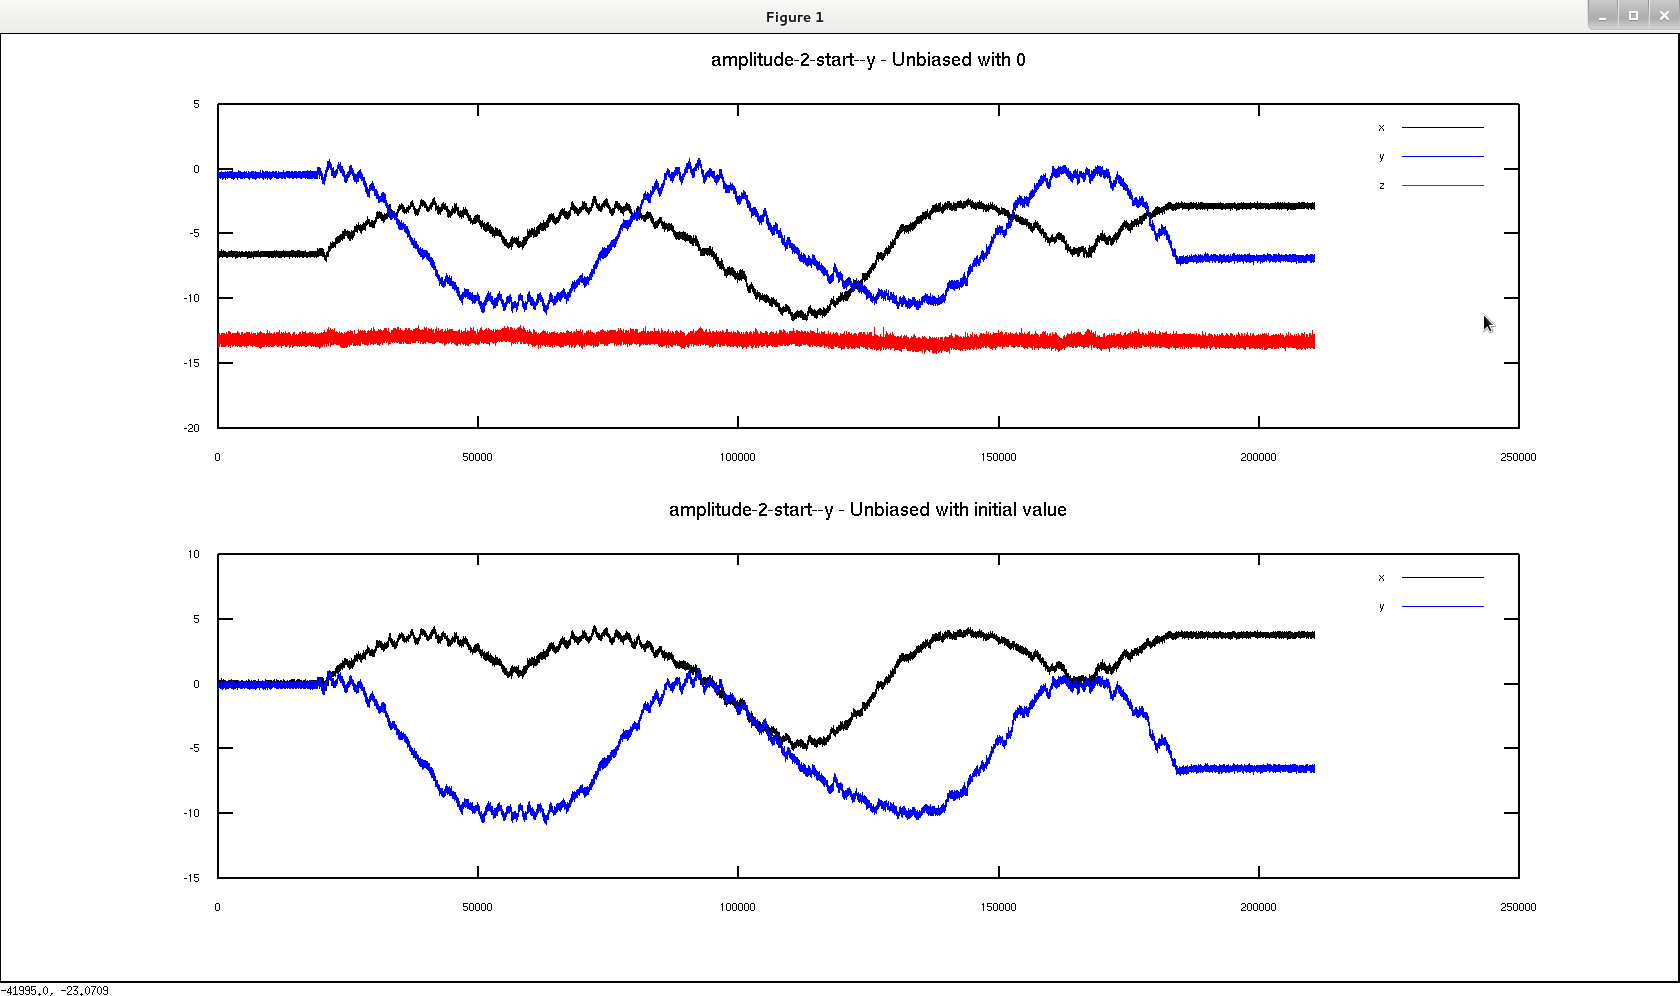 Figure 1
amplitude-2-start--y - Unbiased with 0
5
0
-5
-10
-15
-20
0 50000 100000 150000 200000 250000
x
y
z
amplitude-2-start--y - Unbiased with initial value
10
5
0
-5
-10
-15
0 50000 100000 150000 200000 250000
x
y
-41995.0, -23.0709